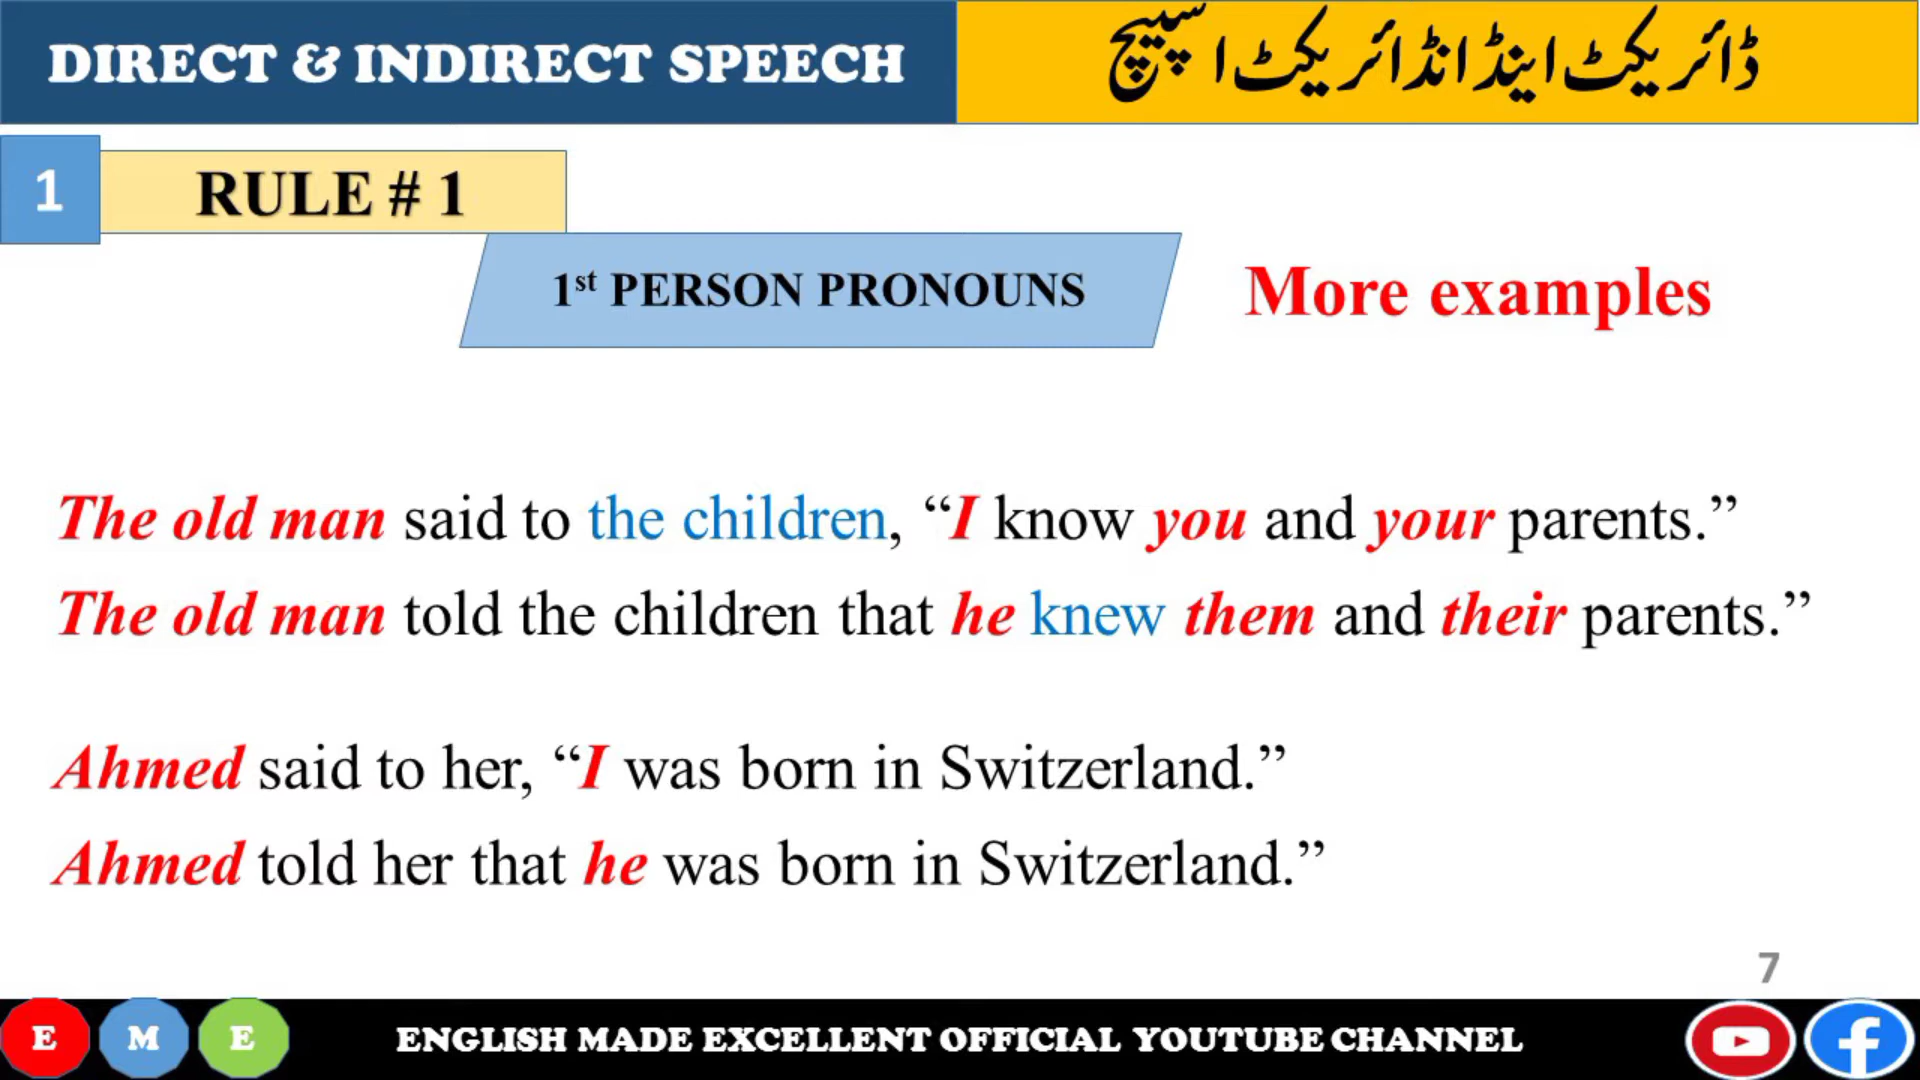 DIRECT & INDIRECT SPEECH
ڈائریکٹ اینڈ انڈائریکٹ اسپیچ
1
RULE # 1
1st PERSON PRONOUNS
More examples
The old man said to the children, “I know you and your parents.”
The old man told the children that he knew them and their parents.”
Ahmed said to her, “I was born in Switzerland.”
Ahmed told her that he was born in Switzerland.”
7
E M E
ENGLISH MADE EXCELLENT OFFICIAL YOUTUBE CHANNEL